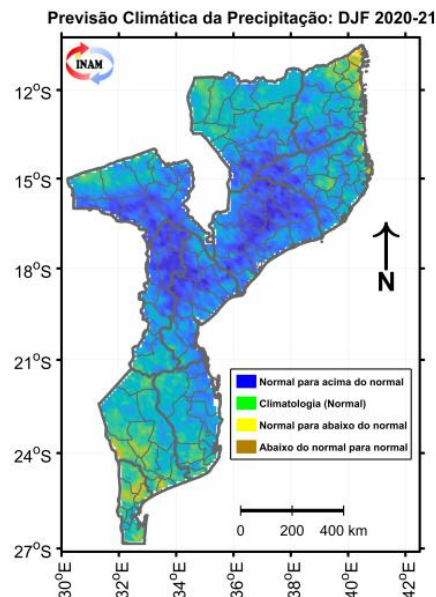 Previsão Climática da Precipitação: DJF 2020-21
INAM
12°S
15°S
18°S
21°S
24°S
27°S
N
Normal para acima do normal
Climatologia (Normal)
Normal para abaixo do normal
Abaixo do normal para normal
0 200 400 km
30°E 32°E 34°E 36°E 38°E 40°E 42°E